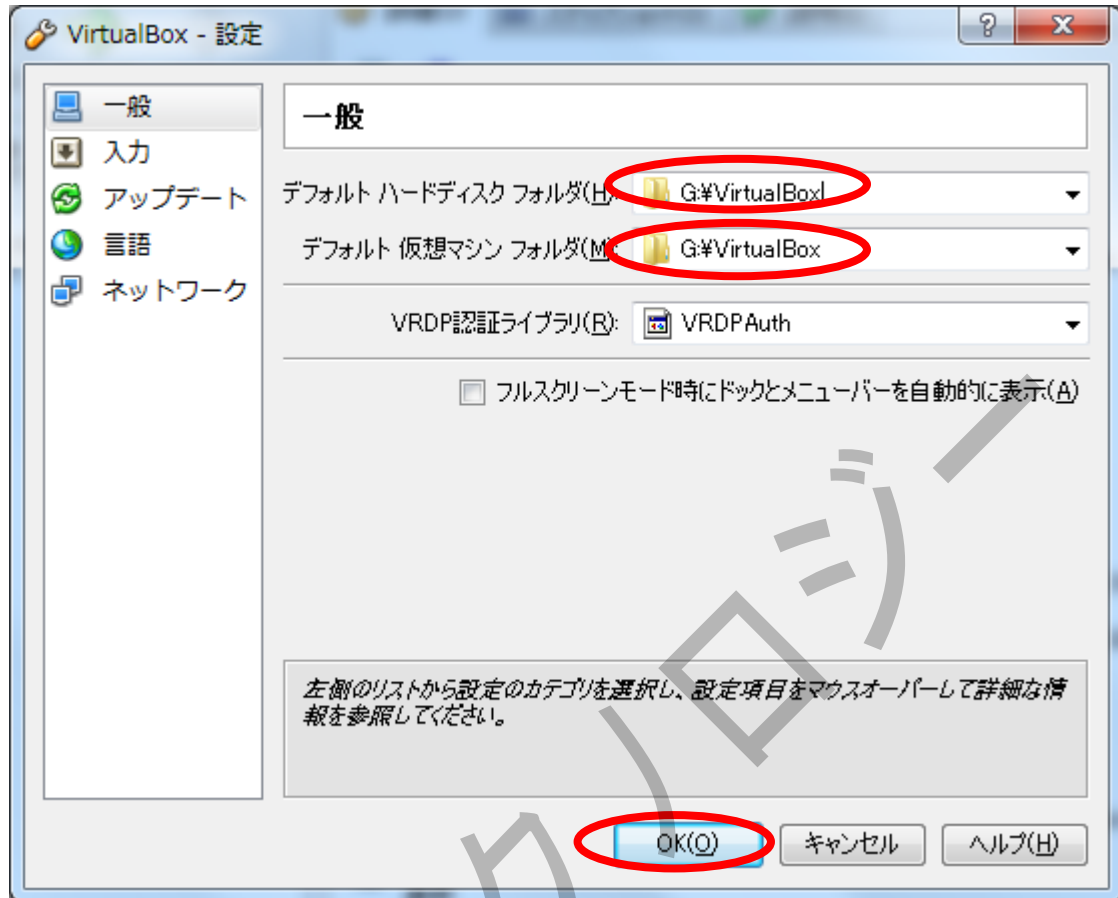 VirtualBox - 設定
一般
入力
アップデート
言語
ネットワーク
一般
デフォルト ハードディスク フォルダ(H): G:¥VirtualBox
デフォルト 仮想マシン フォルダ(M): G:¥VirtualBox
VRDP認証ライブラリ(R): VRDPAuth
フルスクリーンモード時にドックとメニューバーを自動的に表示(A)
左側のリストから設定のカテゴリを選択し、設定項目をマウスオーバーして詳細な情
報を参照してください。
OK(O) キャンセル ヘルプ(H)
クノロジー